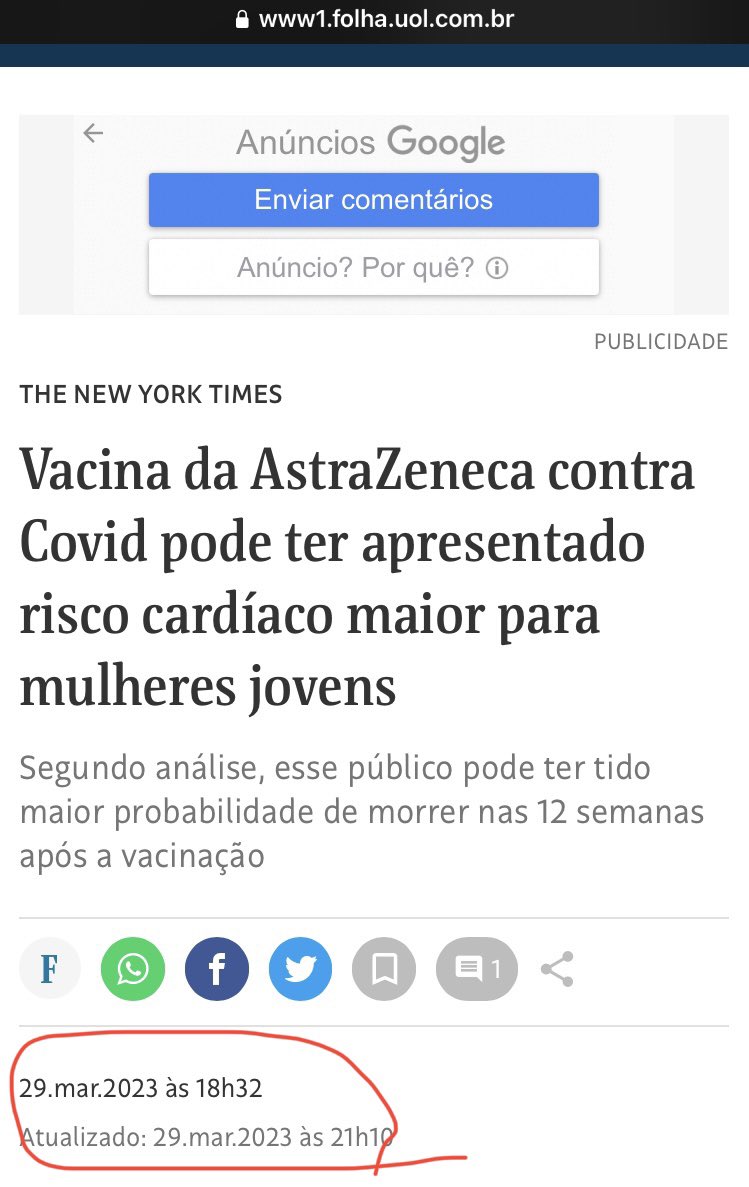 www1.folha.uol.com.br
Anúncios Google
Enviar comentários
Anúncio? Por quê?
PUBLICIDADE
THE NEW YORK TIMES
Vacina da AstraZeneca contra
Covid pode ter apresentado
risco cardíaco maior para
mulheres jovens
Segundo análise, esse público pode ter tido
maior probabilidade de morrer nas 12 semanas
após a vacinação
F 1
29.mar.2023 às 18h32
Atualizado: 29.mar.2023 às 21h10